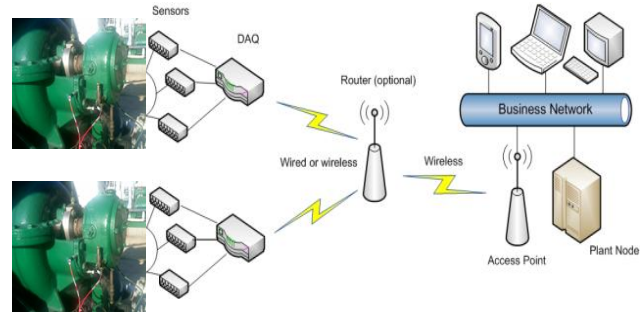 Sensors
DAQ
Router (optional)
Business Network
Wired or wireless
Wireless
Access Point
Plant Node